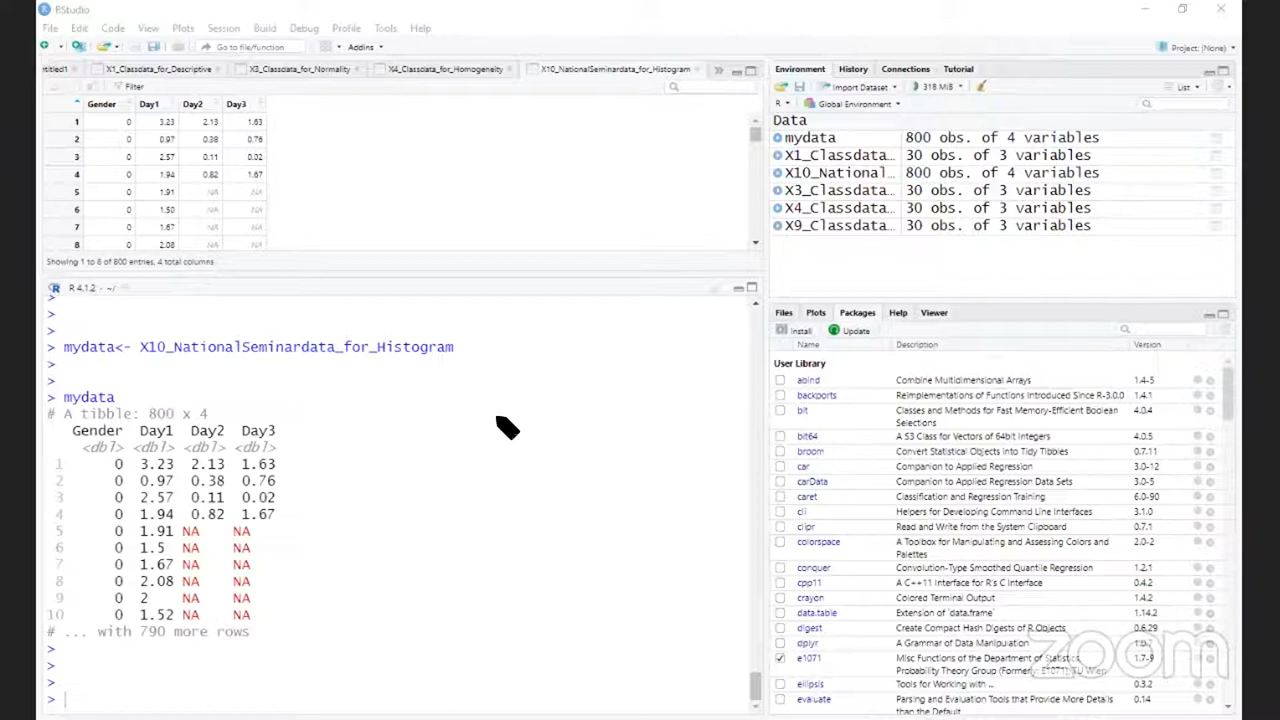 RStudio
File Edit Code View Plots Session Build Debug Profile Tools Help
Go to file/function Addins Project: (None)
ntitled1 X1_Classdata_for_Descriptive X3_Classdata_for_Normality X4_Classdata_for_Homogeneity X10_NationalSeminardata_for_Histogram
Filter
Gender Day1 Day2 Day3
1 0 3.23 2.13 1.63
2 0 0.97 0.38 0.76
3 0 2.57 0.11 0.02
4 0 1.94 0.82 1.67
5 0 1.91 NA NA
6 0 1.50 NA NA
7 0 1.67 NA NA
8 0 2.08 NA NA
Showing 1 to 8 of 800 entries, 4 total columns
R 4.1.2 · ~/
>
>
>
> mydata<- X10_NationalSeminardata_for_Histogram
>
>
> mydata
# A tibble: 800 x 4
Gender Day1 Day2 Day3
<dbl> <dbl> <dbl> <dbl>
1 0 3.23 2.13 1.63
2 0 0.97 0.38 0.76
3 0 2.57 0.11 0.02
4 0 1.94 0.82 1.67
5 0 1.91 NA NA
6 0 1.5 NA NA
7 0 1.67 NA NA
8 0 2.08 NA NA
9 0 2 NA NA
10 0 1.52 NA NA
# ... with 790 more rows
>
>
>
>
Environment History Connections Tutorial
Import Dataset 318 MiB List
R Global Environment
Data
mydata 800 obs. of 4 variables
X1_Classdata… 30 obs. of 3 variables
X10_National… 800 obs. of 4 variables
X3_Classdata… 30 obs. of 3 variables
X4_Classdata… 30 obs. of 3 variables
X9_Classdata… 30 obs. of 3 variables
Files Plots Packages Help Viewer
Install Update
Name Description Version
User Library
abind Combine Multidimensional Arrays 1.4-5
backports Reimplementations of Functions Introduced Since R-3.0.0 1.4.1
bit Classes and Methods for Fast Memory-Efficient Boolean 4.0.4
Selections
bit64 A S3 Class for Vectors of 64bit Integers 4.0.5
broom Convert Statistical Objects into Tidy Tibbles 0.7.11
car Companion to Applied Regression 3.0-12
carData Companion to Applied Regression Data Sets 3.0-5
caret Classification and Regression Training 6.0-90
cli Helpers for Developing Command Line Interfaces 3.1.0
clipr Read and Write from the System Clipboard 0.7.1
colorspace A Toolbox for Manipulating and Assessing Colors and 2.0-2
Palettes
conquer Convolution-Type Smoothed Quantile Regression 1.2.1
cpp11 A C++11 Interface for R's C Interface 0.4.2
crayon Colored Terminal Output 1.4.2
data.table Extension of `data.frame` 1.14.2
digest Create Compact Hash Digests of R Objects 0.6.29
dplyr A Grammar of Data Manipulation 1.0.7
e1071 Misc Functions of the Department of Statistics, 1.7-9
Probability Theory Group (Formerly: E1071), TU Wien
ellipsis Tools for Working with ... 0.3.2
evaluate Parsing and Evaluation Tools that Provide More Details 0.14
than the Default
zoom